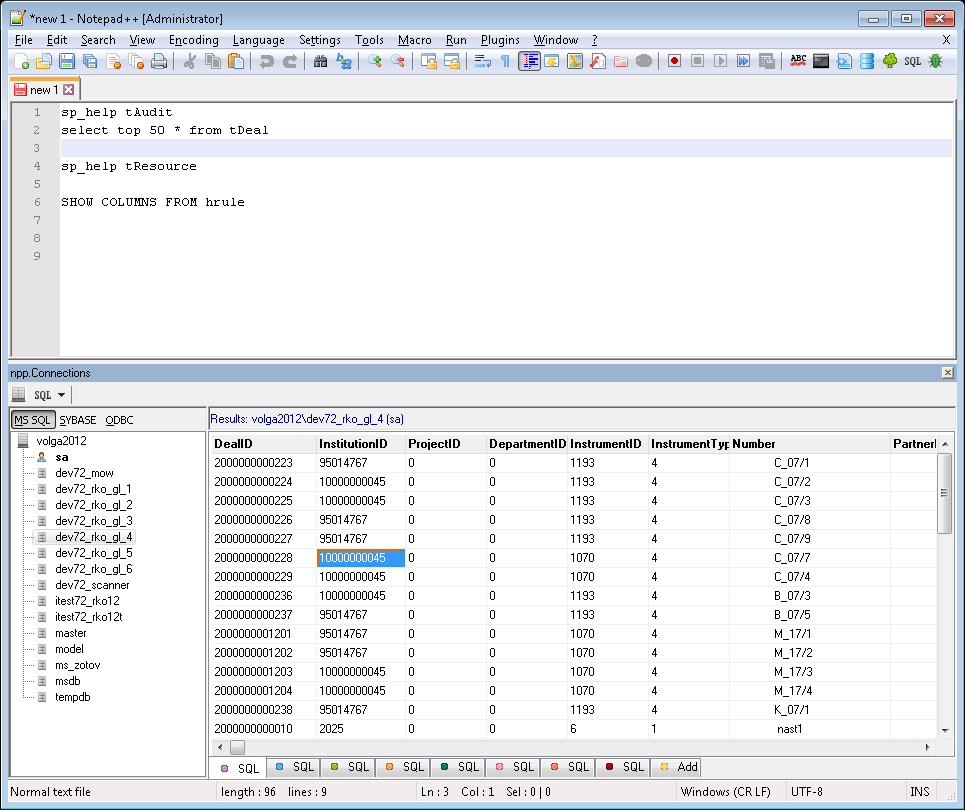 *new 1 - Notepad++ [Administrator]
File Edit Search View Encoding Language Settings Tools Macro Run Plugins Window ? X
ABC SQL
new 1
1 sp_help tAudit
2 select top 50 * from tDeal
3
4 sp_help tResource
5
6 SHOW COLUMNS FROM hrule
7
8
9
npp.Connections
SQL
MS SQL SYBASE ODBC
volga2012
sa
dev72_mow
dev72_rko_gl_1
dev72_rko_gl_2
dev72_rko_gl_3
dev72_rko_gl_4
dev72_rko_gl_5
dev72_rko_gl_6
dev72_scanner
itest72_rko12
itest72_rko12t
master
model
ms_zotov
msdb
tempdb
Results: volga2012\dev72_rko_gl_4 (sa)
DealID InstitutionID ProjectID DepartmentID InstrumentID InstrumentTyp Number Partnerl
2000000000223 95014767 0 0 1193 4 C_07/1
2000000000224 10000000045 0 0 1193 4 C_07/2
2000000000225 10000000045 0 0 1193 4 C_07/3
2000000000226 95014767 0 0 1193 4 C_07/8
2000000000227 95014767 0 0 1193 4 C_07/9
2000000000228 10000000045 0 0 1070 4 C_07/7
2000000000229 10000000045 0 0 1070 4 C_07/4
2000000000236 10000000045 0 0 1193 4 B_07/3
2000000000237 95014767 0 0 1193 4 B_07/5
2000000001201 95014767 0 0 1070 4 M_17/1
2000000001202 95014767 0 0 1070 4 M_17/2
2000000001203 10000000045 0 0 1070 4 M_17/3
2000000001204 10000000045 0 0 1070 4 M_17/4
2000000000238 95014767 0 0 1193 4 K_07/1
2000000000010 2025 0 0 6 1 nast1
SQL SQL SQL SQL SQL SQL SQL SQL Add
Normal text file length : 96 lines : 9 Ln : 3 Col : 1 Sel : 0 | 0 Windows (CR LF) UTF-8 INS